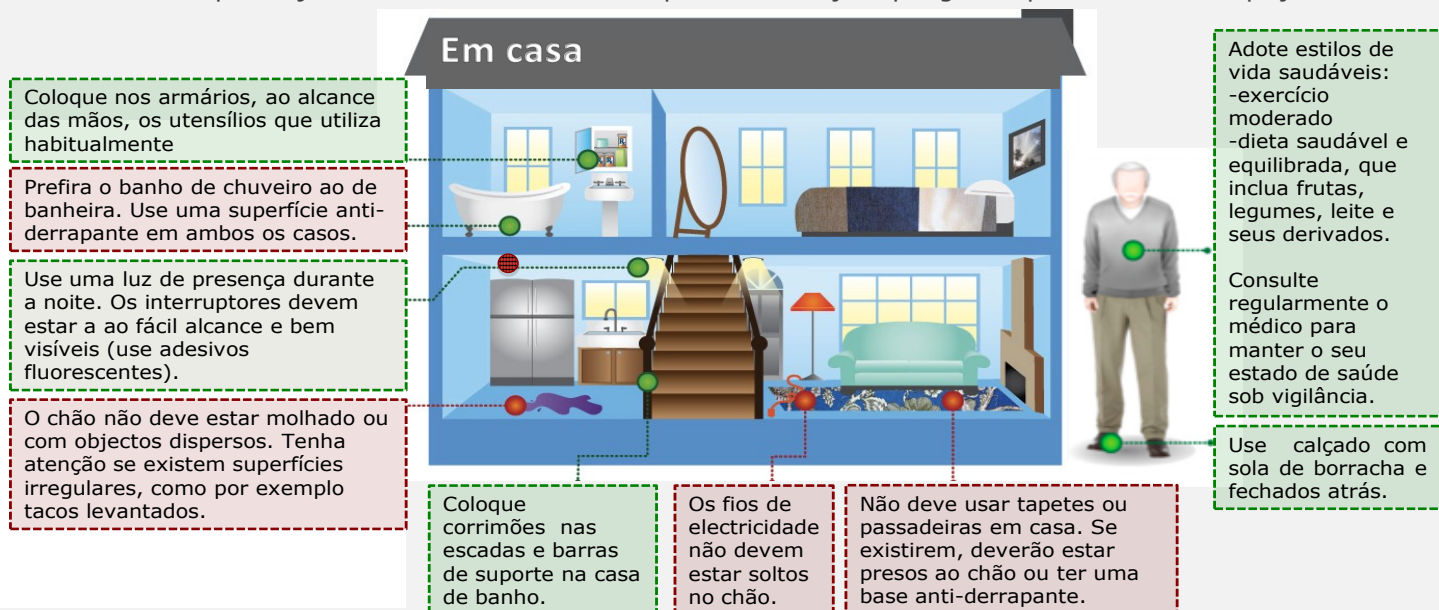 Em casa
Coloque nos armários, ao alcance
das mãos, os utensílios que utiliza
habitualmente
Prefira o banho de chuveiro ao de
banheira. Use uma superfície anti-
derrapante em ambos os casos.
Use uma luz de presença durante
a noite. Os interruptores devem
estar a ao fácil alcance e bem
visíveis (use adesivos
fluorescentes).
O chão não deve estar molhado ou
com objectos dispersos. Tenha
atenção se existem superfícies
irregulares, como por exemplo
tacos levantados.
Coloque
corrimões nas
escadas e barras
de suporte na casa
de banho.
Os fios de
electricidade
não devem
estar soltos
no chão.
Não deve usar tapetes ou
passadeiras em casa. Se
existirem, deverão estar
presos ao chão ou ter uma
base anti-derrapante.
Adote estilos de
vida saudáveis:
-exercício
moderado
-dieta saudável e
equilibrada, que
inclua frutas,
legumes, leite e
seus derivados.
Consulte
regularmente o
médico para
manter o seu
estado de saúde
sob vigilância.
Use calçado com
sola de borracha e
fechados atrás.